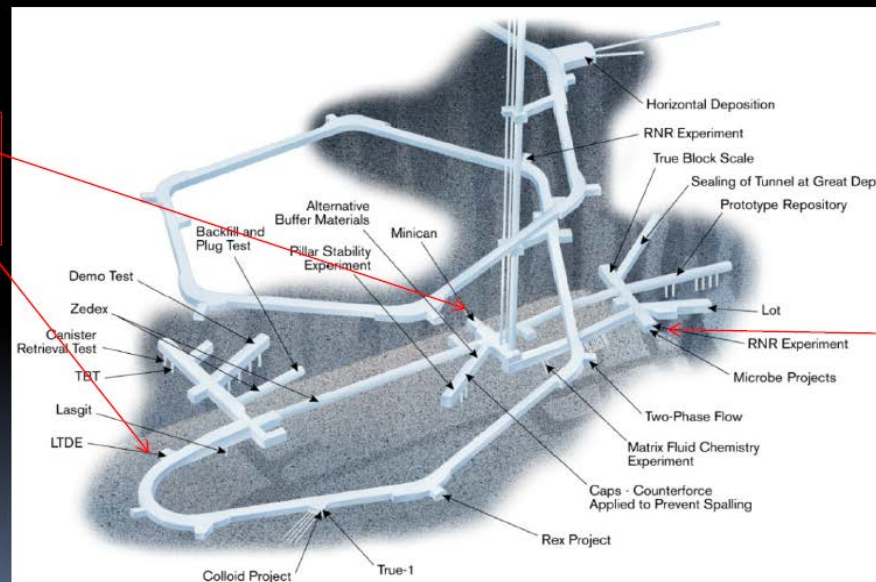 Horizontal Deposition
RNR Experiment
True Block Scale
Sealing of Tunnel at Great Dep
Prototype Repository
Alternative
Buffer Materials
Minican
Backfill and
Plug Test
Pillar Stability
Experiment
Demo Test
Zedex
Canister
Retrieval Test
TBT
Lasgit
LTDE
Lot
RNR Experiment
Microbe Projects
Two-Phase Flow
Matrix Fluid Chemistry
Experiment
Caps - Counterforce
Applied to Prevent Spalling
Rex Project
True-1
Colloid Project